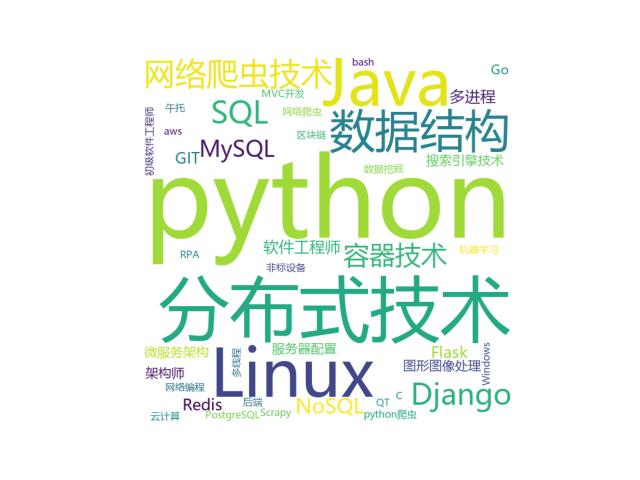 bash
网络爬虫技术
Java
Go
MVC开发
多进程
午托
SQL
网络爬虫
数据结构
初级软件工程师
aws
区块链
GIT
MySQL
搜索引擎技术
数据挖掘
python
软件工程师
容器技术
机器学习
RPA
非标设备
分布式技术
微服务架构
多线程
服务器配置
Flask
Windows
架构师
Linux
图形图像处理
网络编程
Redis
后端
NoSQL
QT
C
Django
云计算
PostgreSQL
Scrapy
python爬虫